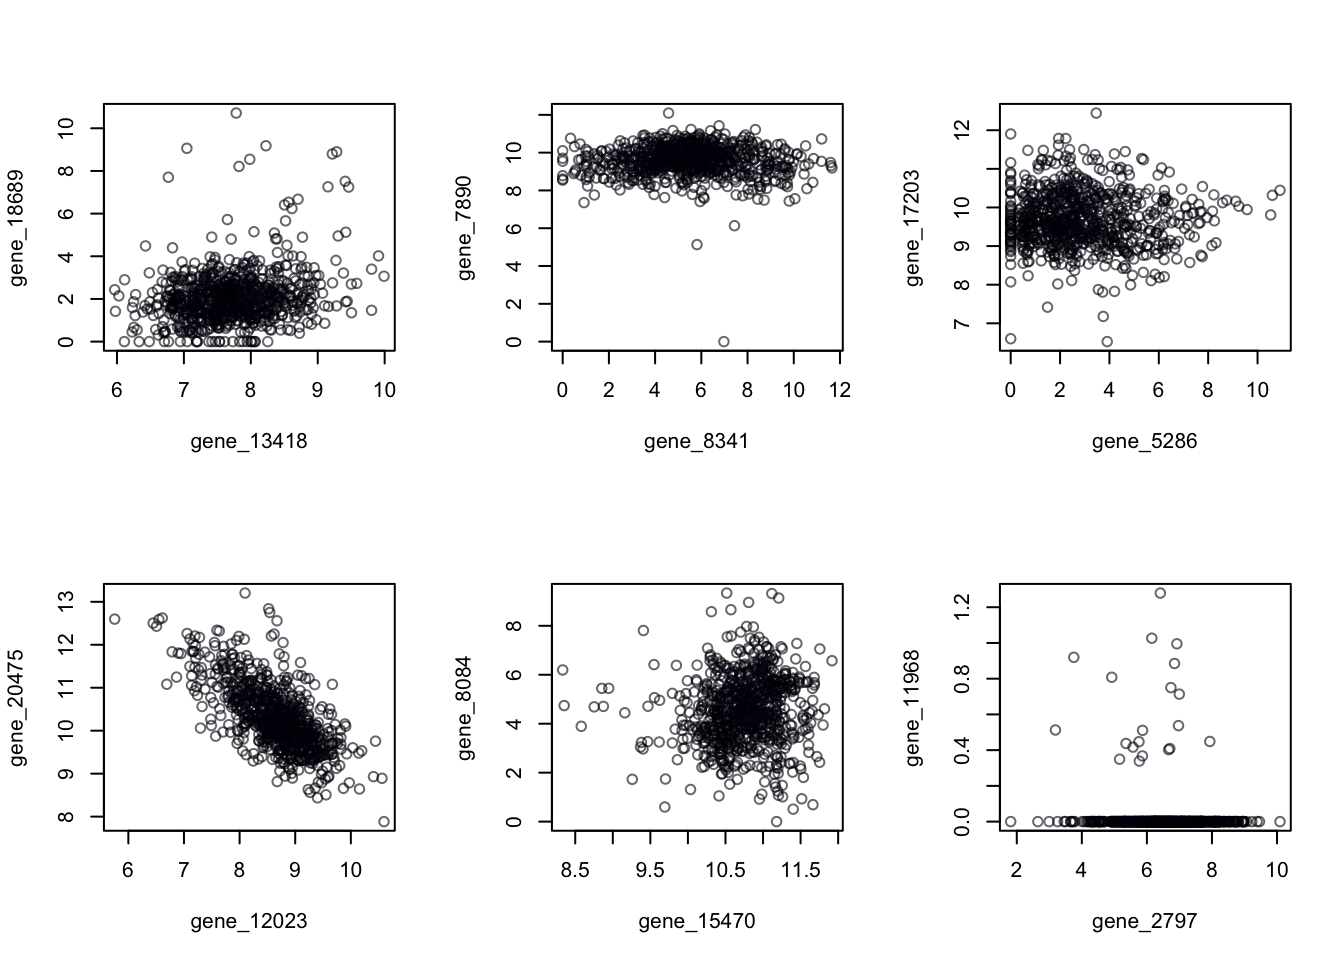 gene_18689
10
8
6
4
2
0
6 7 8 9 10
gene_13418
gene_7890
10
8
6
4
2
0
0 2 4 6 8 10 12
gene_8341
gene_17203
12
11
10
9
8
7
0 2 4 6 8 10
gene_5286
gene_20475
13
12
11
10
9
8
6 7 8 9 10
gene_12023
gene_8084
8
6
4
2
0
8.5 9.5 10.5 11.5
gene_15470
gene_11968
1.2
0.8
0.4
0.0
2 4 6 8 10
gene_2797